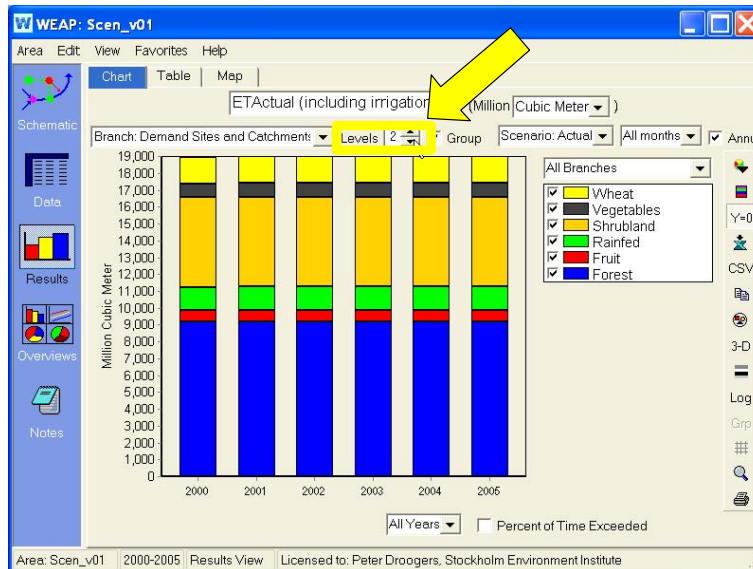 WEAP: Scen_v01
Area Edit View Favorites Help
Chart Table Map
ETActual (including irrigation (Million Cubic Meter )
Branch: Demand Sites and Catchments Levels 2 Group Scenario: Actual All months Annu
Schematic
Data
Results
Overviews
Notes
19,000
18,000
17,000
16,000
15,000
14,000
13,000
12,000
11,000
10,000
9,000
8,000
7,000
6,000
5,000
4,000
3,000
2,000
1,000
0
Million Cubic Meter
2000 2001 2002 2003 2004 2005
All Branches
Wheat
Vegetables
Shrubland
Rainfed
Fruit
Forest
Y=0
CSV
3-D
Log
Grp
All Years Percent of Time Exceeded
Area: Scen_v01 2000-2005 Results View Licensed to: Peter Droogers, Stockholm Environment Institute